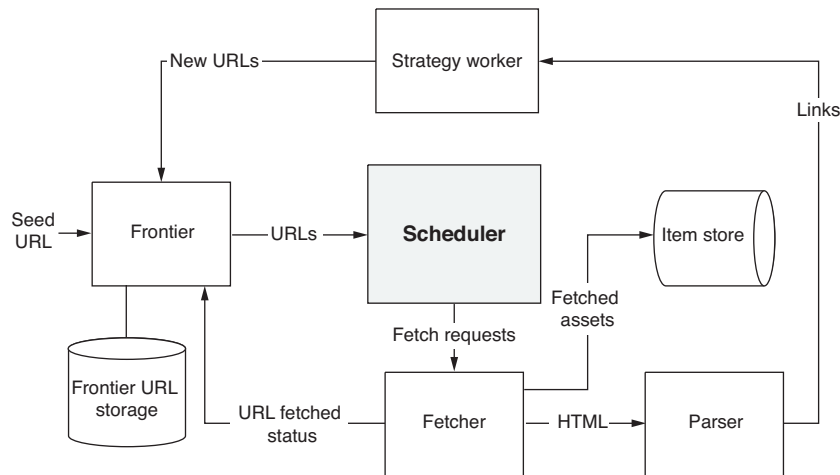 New URLs
Strategy worker
Links
Seed
URL
Frontier
URLs
Scheduler
Item store
Fetched
assets
Fetch requests
Frontier URL
storage
URL fetched
status
Fetcher
HTML
Parser